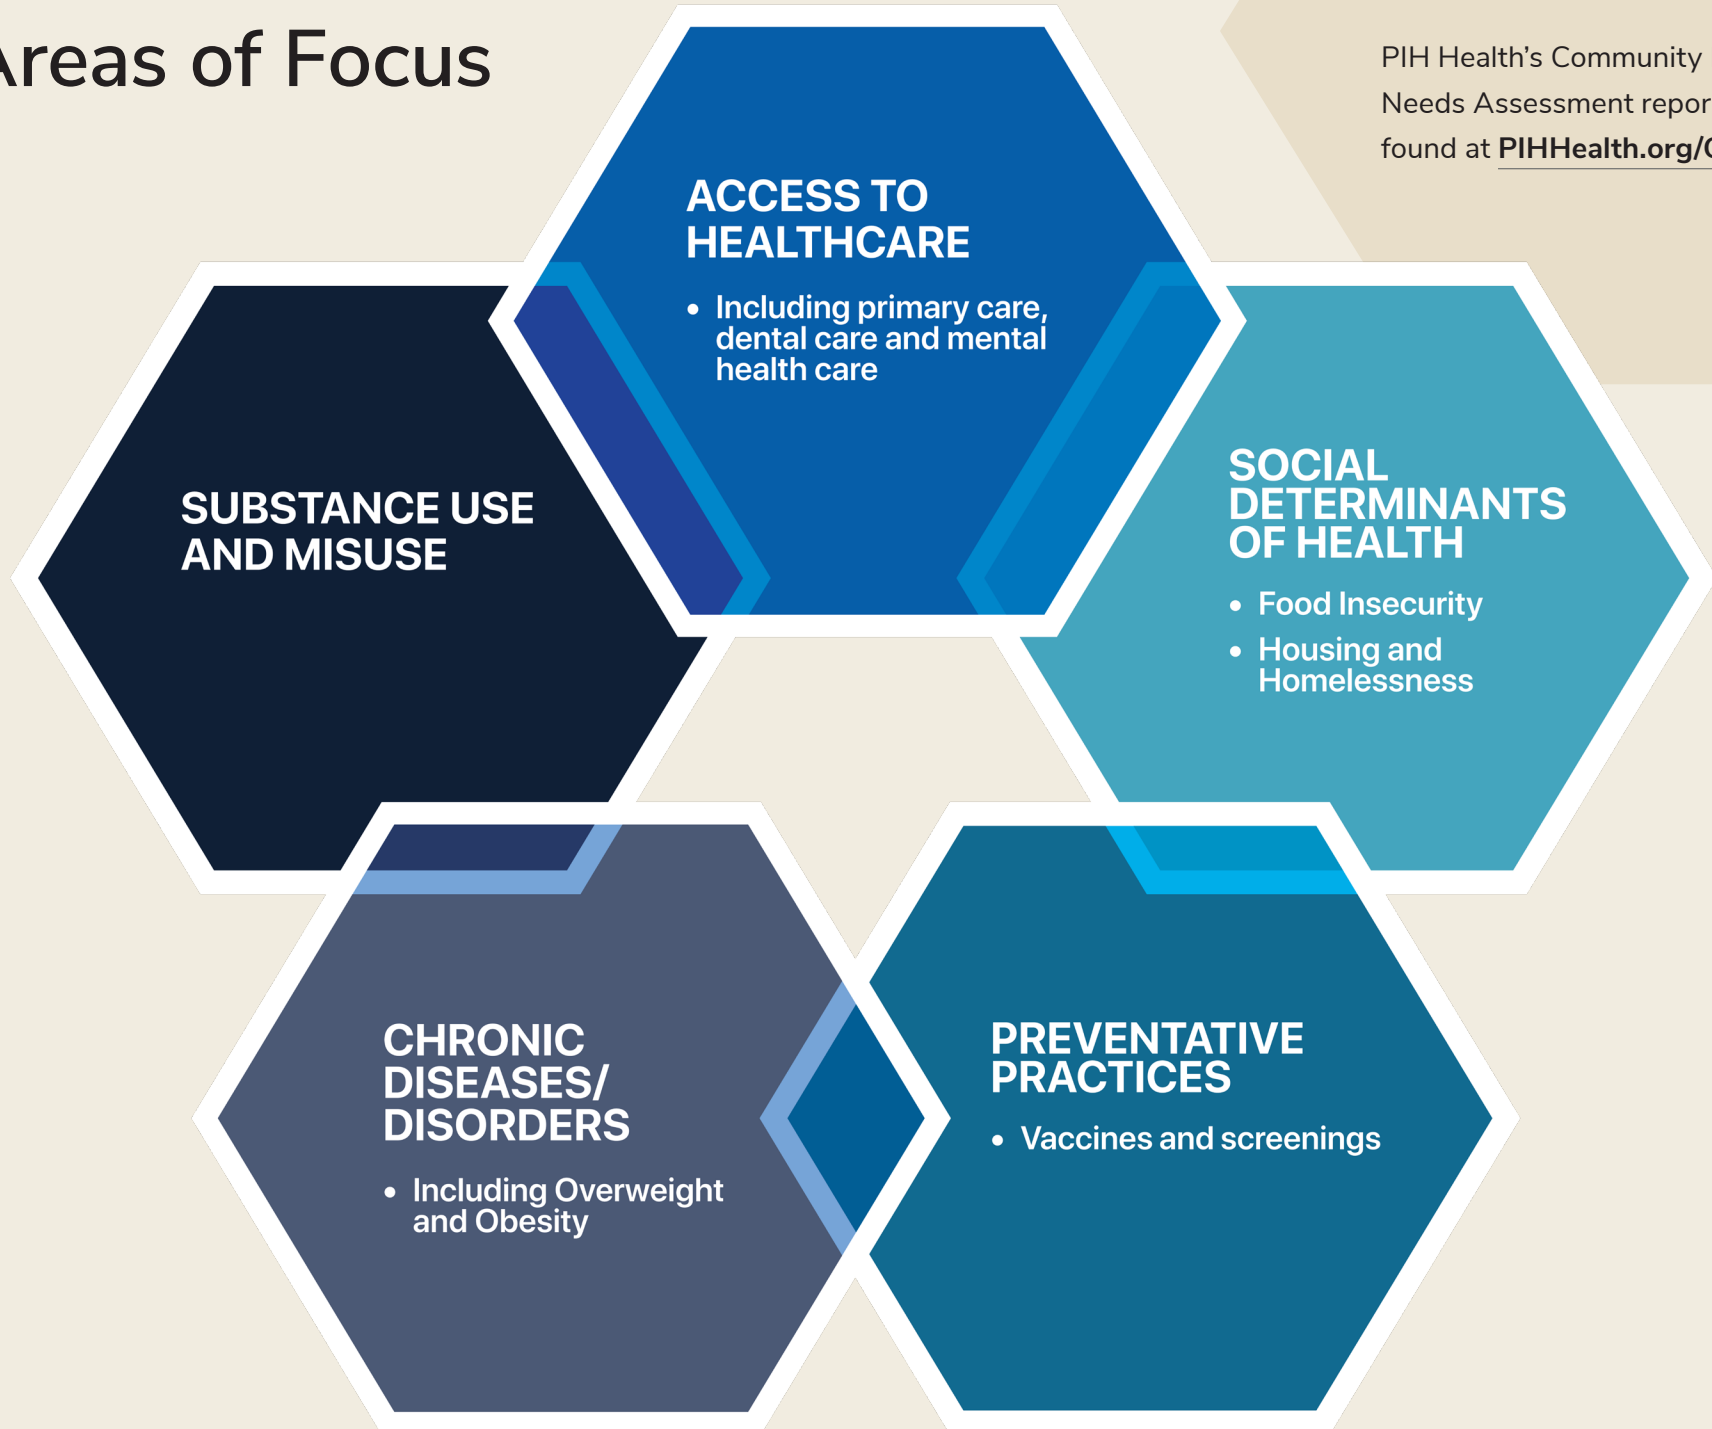 Areas of Focus
PIH Health's Community
Needs Assessment repor
found at PIHHealth.org/C
ACCESS TO
HEALTHCARE
• Including primary care,
dental care and mental
health care
SUBSTANCE USE
AND MISUSE
SOCIAL
DETERMINANTS
OF HEALTH
• Food Insecurity
• Housing and
Homelessness
CHRONIC
DISEASES/
DISORDERS
• Including Overweight
and Obesity
PREVENTATIVE
PRACTICES
• Vaccines and screenings